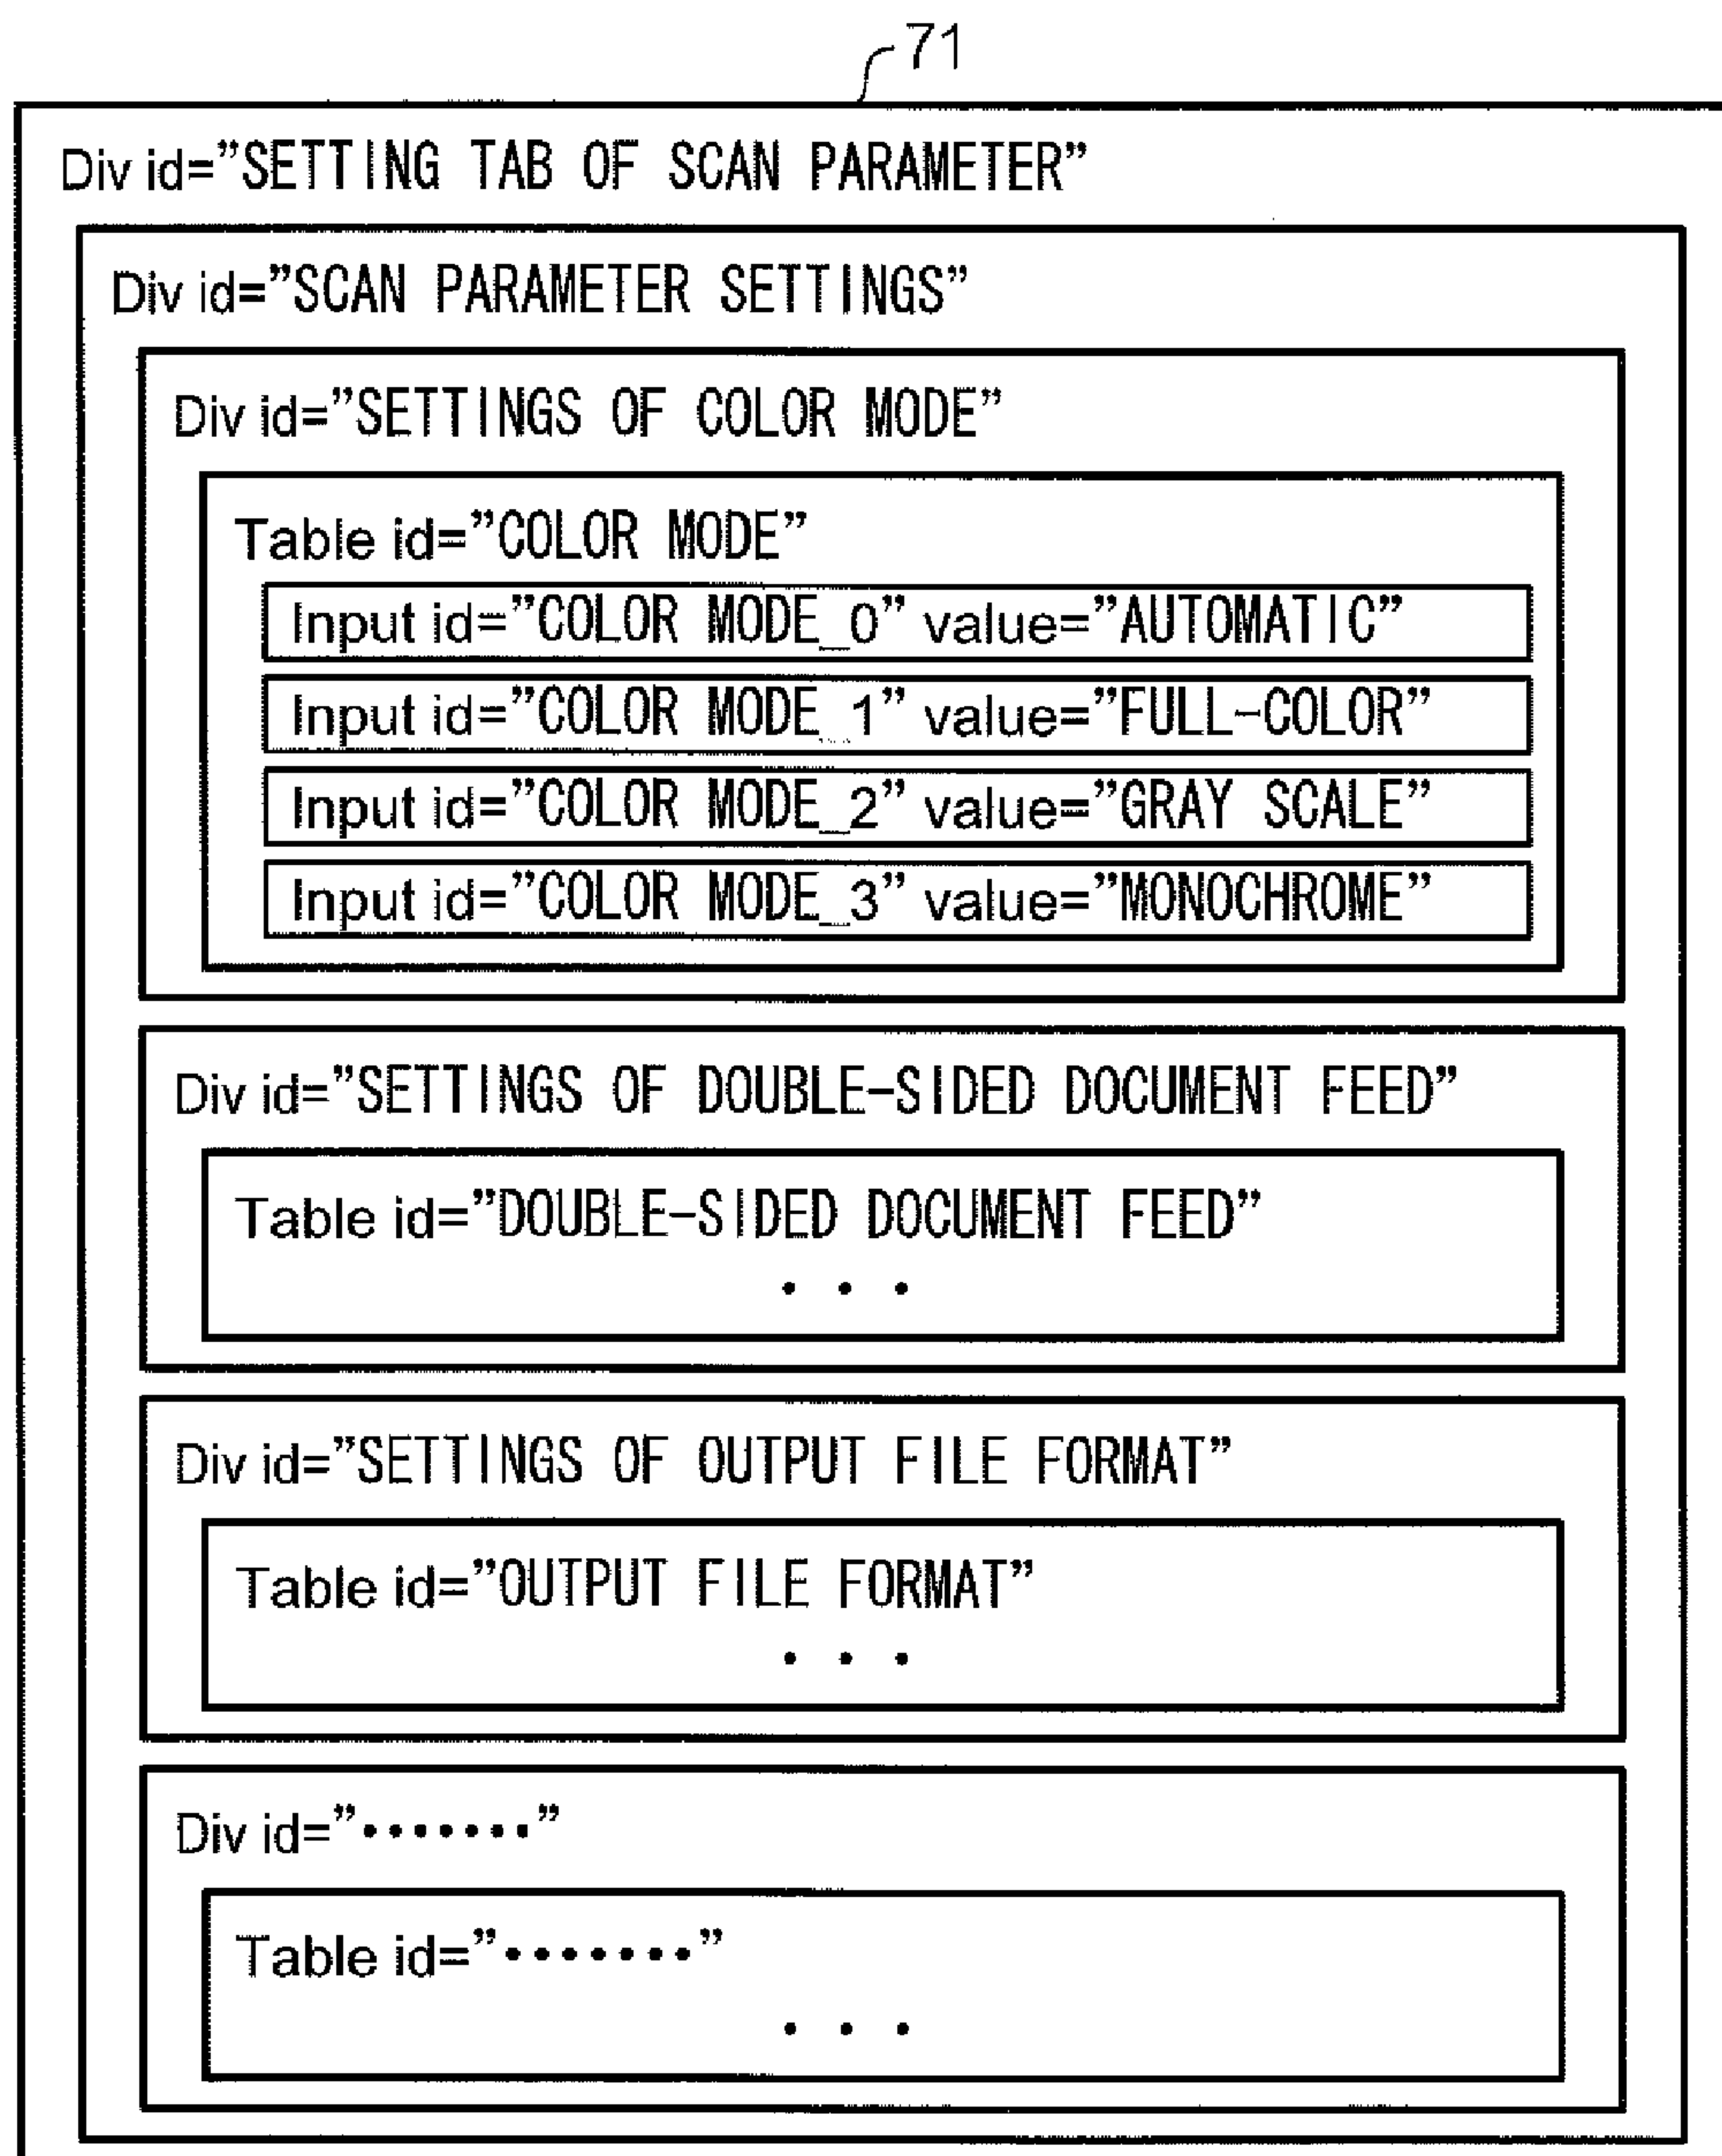 71
Div id=”SETTING TAB OF SCAN PARAMETER”
Div id=”SCAN PARAMETER SETTINGS”
Div id=”SETTINGS OF COLOR MODE”
Table id=”COLOR MODE”
Input id=”COLOR MODE_0” value=”AUTOMATIC”
Input id=”COLOR MODE_1” value=”FULL-COLOR”
Input id=”COLOR MODE_2” value=”GRAY SCALE”
Input id=”COLOR MODE_3” value=”MONOCHROME”
Div id=”SETTINGS OF DOUBLE-SIDED DOCUMENT FEED”
Table id=”DOUBLE-SIDED DOCUMENT FEED”
・・・
Div id=”SETTINGS OF OUTPUT FILE FORMAT”
Table id=”OUTPUT FILE FORMAT”
・・・
Div id=”•••••••”
Table id=”•••••••”
・・・